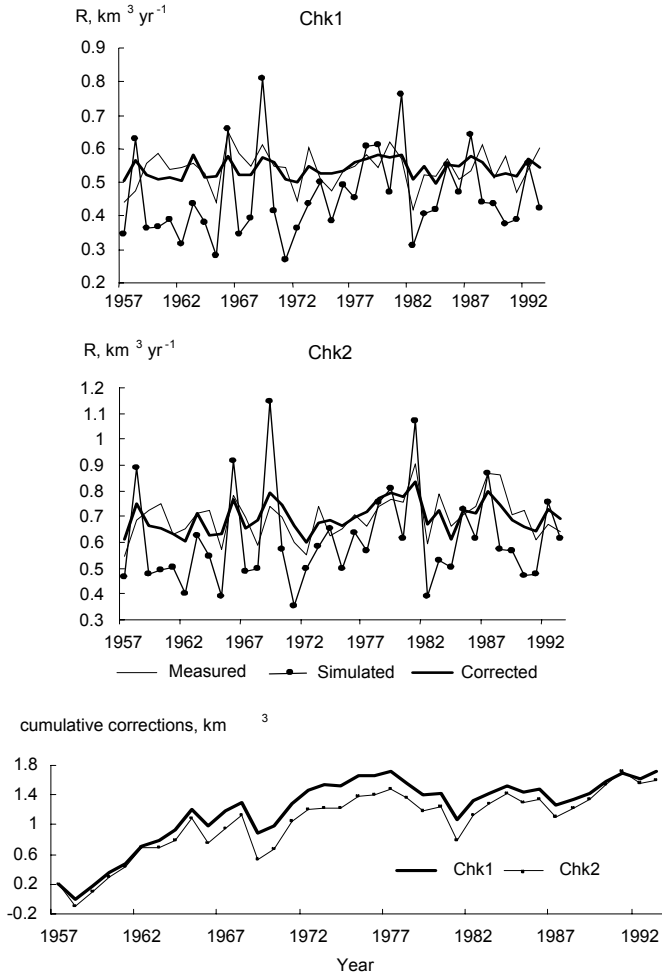 R, km 3 yr-1
Chk1
0.9
0.8
0.7
0.6
0.5
0.4
0.3
0.2
1957 1962 1967 1972 1977 1982 1987 1992
R, km 3 yr-1
Chk2
1.2
1.1
1
0.9
0.8
0.7
0.6
0.5
0.4
0.3
1957 1962 1967 1972 1977 1982 1987 1992
Measured Simulated Corrected
cumulative corrections, km 3
1.8
1.4
1
0.6
0.2
-0.2
Chk1 Chk2
1957 1962 1967 1972 1977 1982 1987 1992
Year